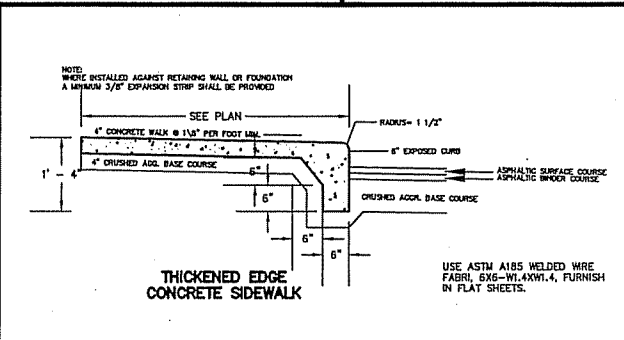 NOTE:
WHERE INSTALLED AGAINST RETAINING WALL OR FOUNDATION
A MINIMUM 3/8" EXPANSION STRIP SHALL BE PROVIDED
SEE PLAN
RADIUS= 1 1/2"
4" CONCRETE WALK @ 1\8" PER FOOT MIN.
6" EXPOSED CURB
4" CRUSHED AGG. BASE COURSE
1' - 4"
6"
ASPHALTIC SURFACE COURSE
ASPHALTIC BINDER COURSE
6"
CRUSHED AGGR. BASE COURSE
6"
6"
THICKENED EDGE
CONCRETE SIDEWALK
USE ASTM A185 WELDED WIRE
FABRI, 6X6-W1.4XW1.4, FURNISH
IN FLAT SHEETS.